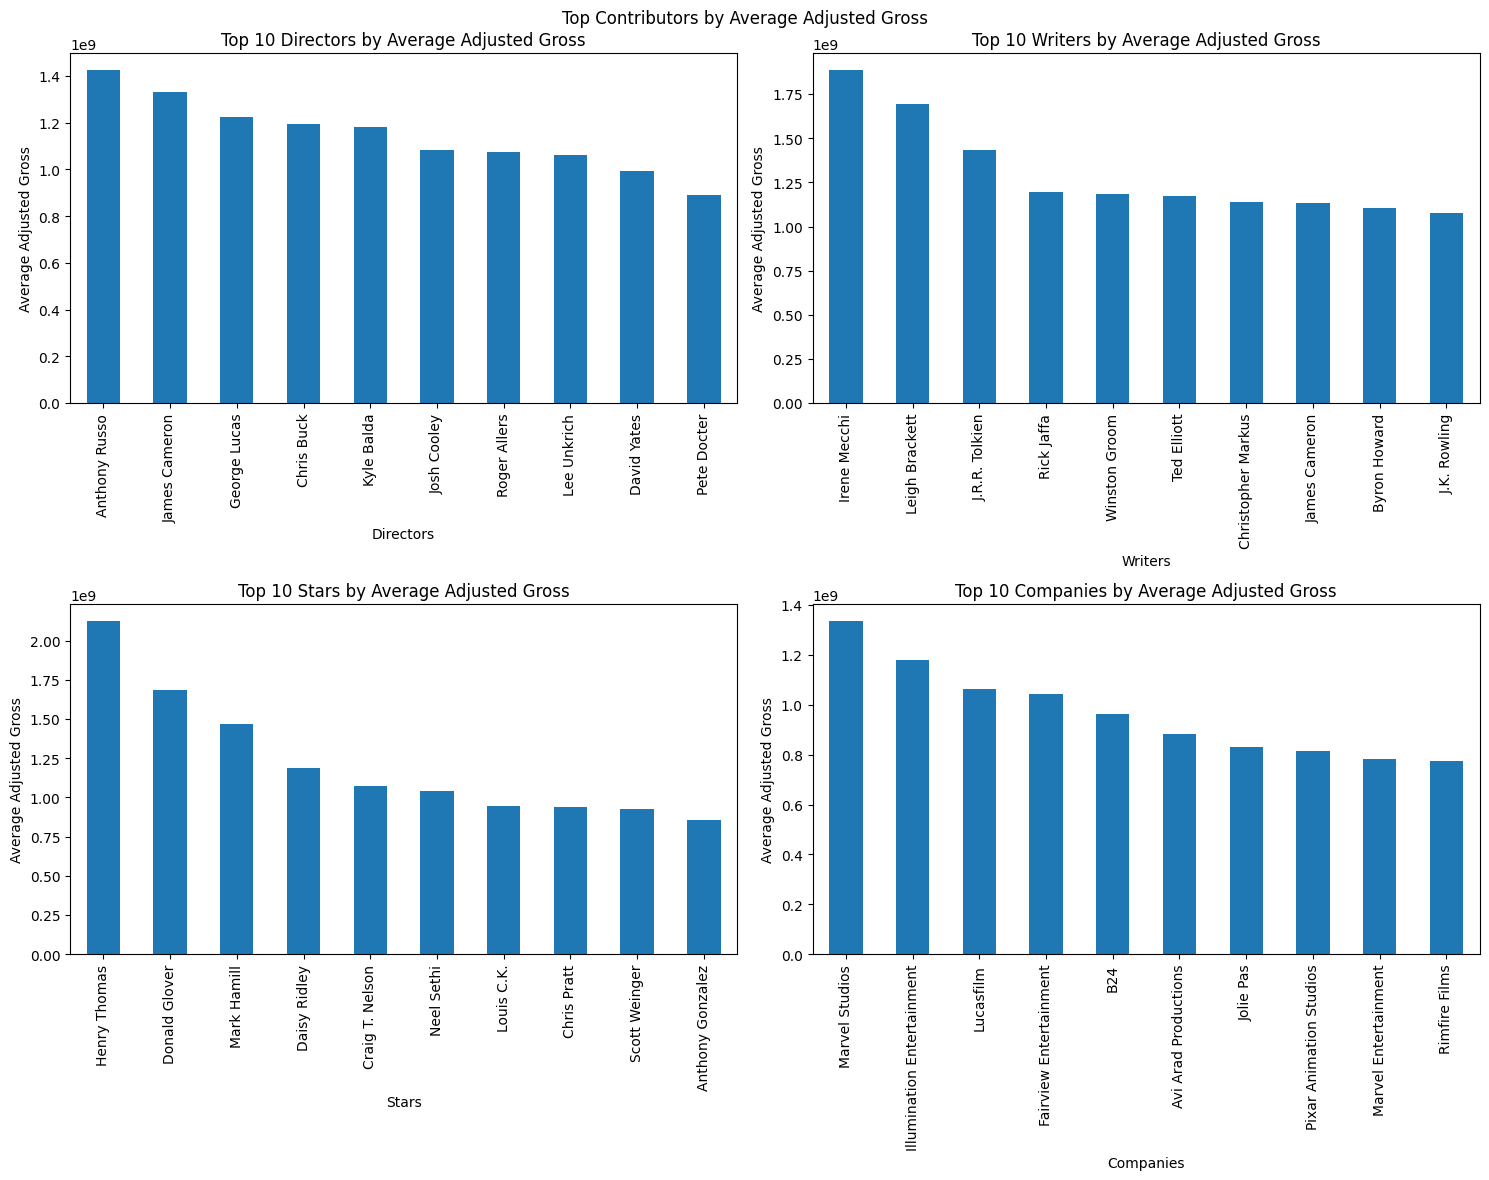 Top Contributors by Average Adjusted Gross
Top 10 Directors by Average Adjusted Gross
1e9
Average Adjusted Gross
1.4
1.2
1.0
0.8
0.6
0.4
0.2
0.0
Anthony Russo
James Cameron
George Lucas
Chris Buck
Kyle Balda
Josh Cooley
Roger Allers
Lee Unkrich
David Yates
Pete Docter
Directors
Top 10 Writers by Average Adjusted Gross
1e9
Average Adjusted Gross
1.75
1.50
1.25
1.00
0.75
0.50
0.25
0.00
Irene Mecchi
Leigh Brackett
J.R.R. Tolkien
Rick Jaffa
Winston Groom
Ted Elliott
Christopher Markus
James Cameron
Byron Howard
J.K. Rowling
Writers
Top 10 Stars by Average Adjusted Gross
1e9
Average Adjusted Gross
2.00
1.75
1.50
1.25
1.00
0.75
0.50
0.25
0.00
Henry Thomas
Donald Glover
Mark Hamill
Daisy Ridley
Craig T. Nelson
Neel Sethi
Louis C.K.
Chris Pratt
Scott Weinger
Anthony Gonzalez
Stars
Top 10 Companies by Average Adjusted Gross
1e9
Average Adjusted Gross
1.4
1.2
1.0
0.8
0.6
0.4
0.2
0.0
Marvel Studios
Illumination Entertainment
Lucasfilm
Fairview Entertainment
B24
Avi Arad Productions
Jolie Pas
Pixar Animation Studios
Marvel Entertainment
Rimfire Films
Companies